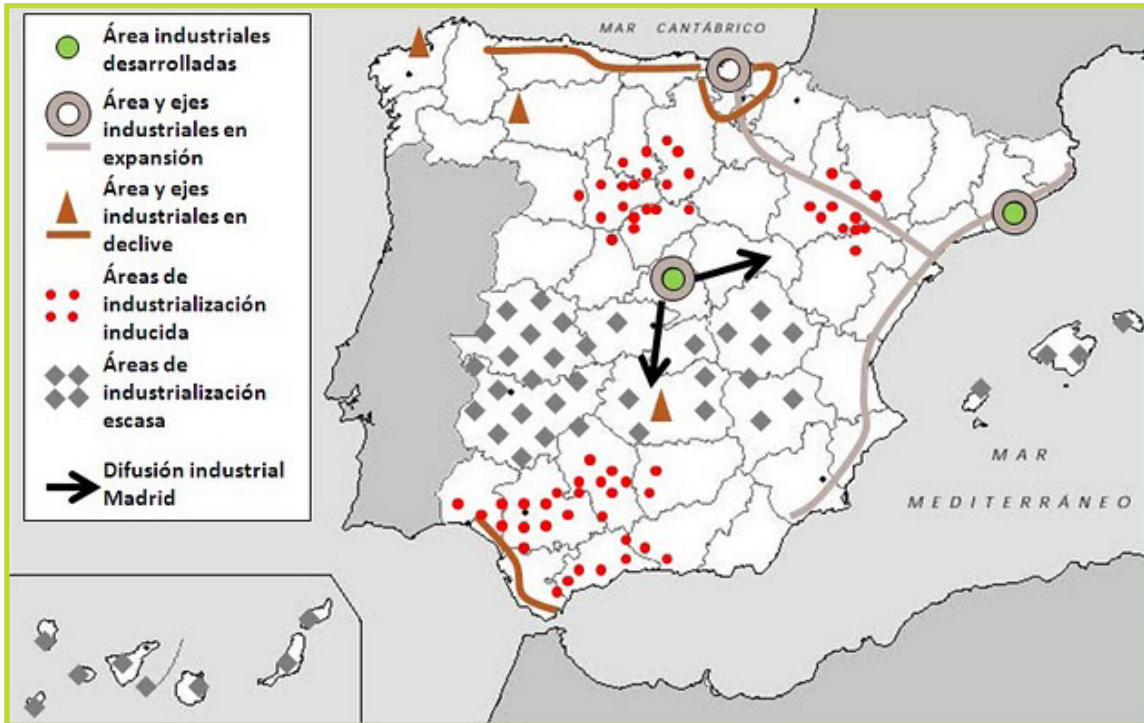 Área industriales
desarrolladas
Área y ejes
industriales en
expansión
Área y ejes
industriales en
declive
Áreas de
industrialización
inducida
Áreas de
industrialización
escasa
Difusión industrial
Madrid
MAR CANTÁBRICO
MAR
MEDITERRÁNEO